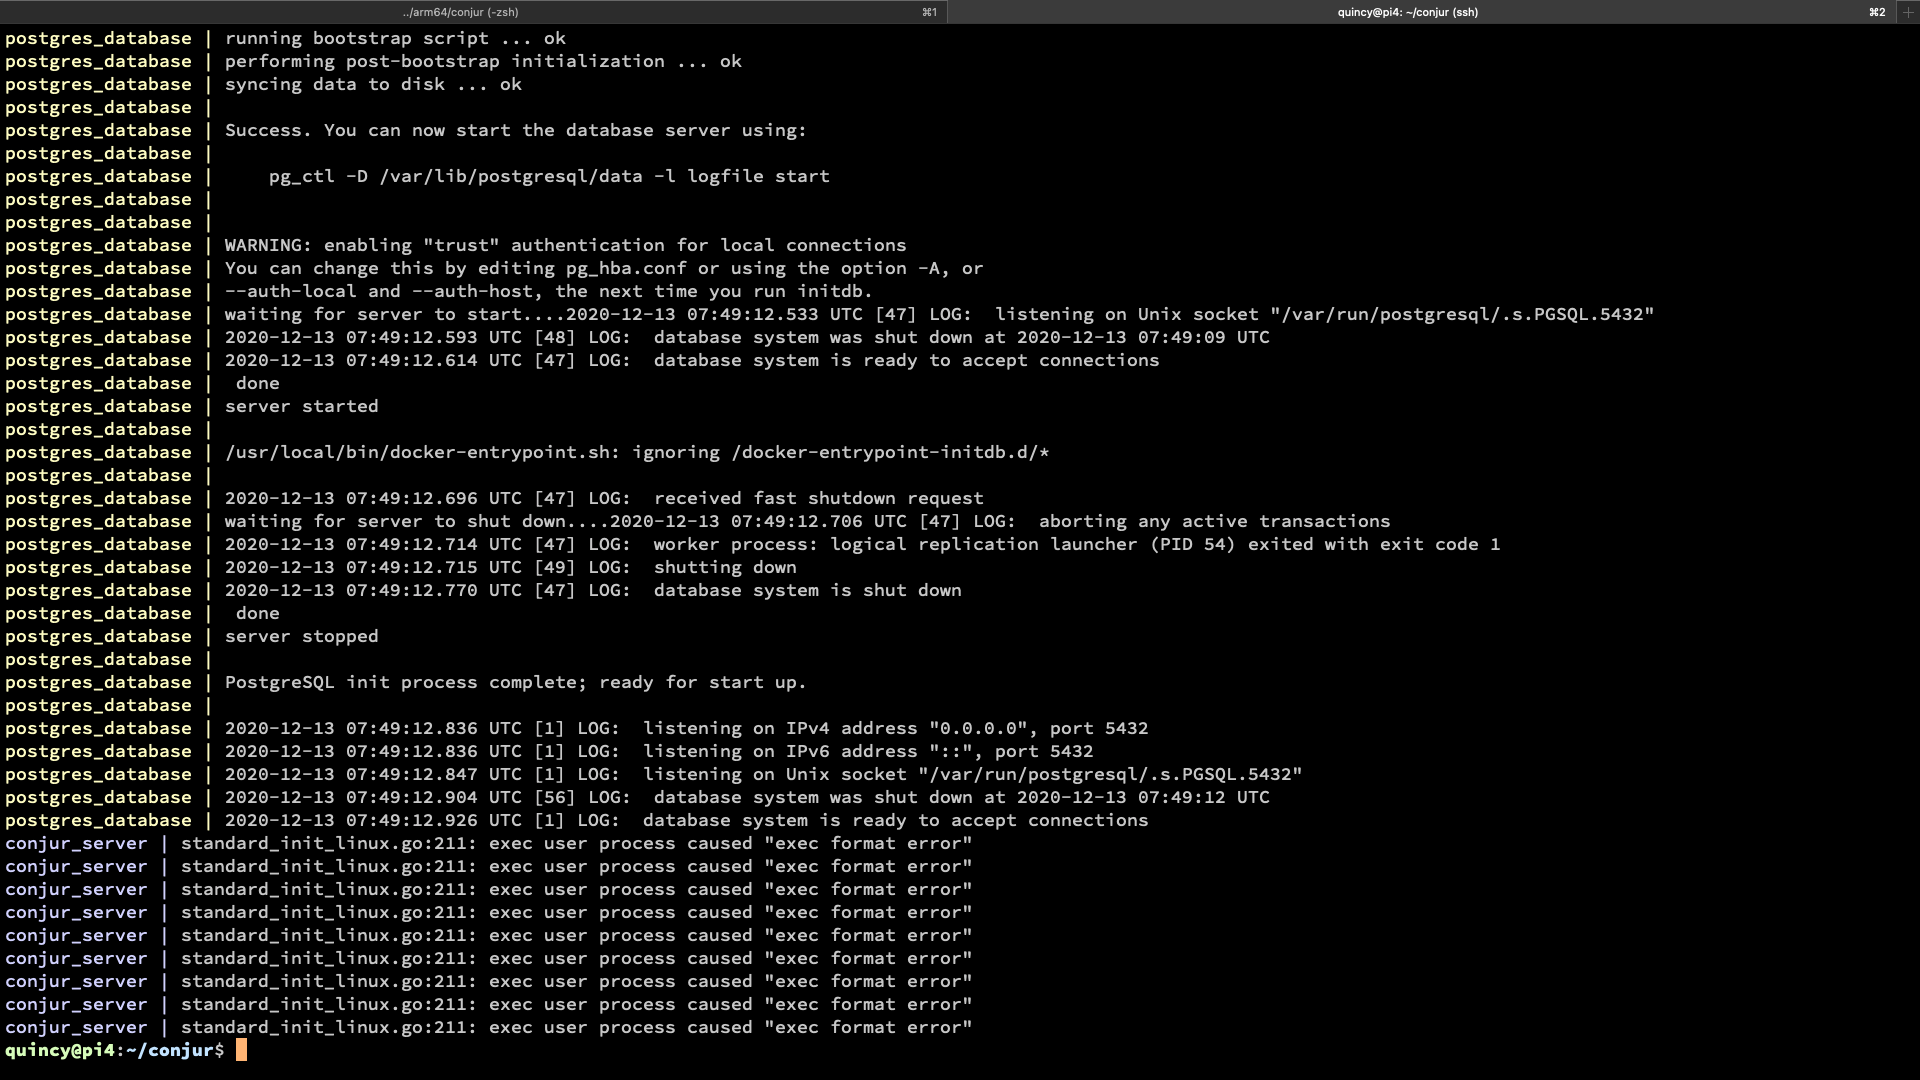 ../arm64/conjur (-zsh) ⌘1 quincy@pi4: ~/conjur (ssh) ⌘2 +
postgres_database | running bootstrap script ... ok
postgres_database | performing post-bootstrap initialization ... ok
postgres_database | syncing data to disk ... ok
postgres_database |
postgres_database | Success. You can now start the database server using:
postgres_database |
postgres_database |     pg_ctl -D /var/lib/postgresql/data -l logfile start
postgres_database |
postgres_database |
postgres_database | WARNING: enabling "trust" authentication for local connections
postgres_database | You can change this by editing pg_hba.conf or using the option -A, or
postgres_database | --auth-local and --auth-host, the next time you run initdb.
postgres_database | waiting for server to start....2020-12-13 07:49:12.533 UTC [47] LOG:  listening on Unix socket "/var/run/postgresql/.s.PGSQL.5432"
postgres_database | 2020-12-13 07:49:12.593 UTC [48] LOG:  database system was shut down at 2020-12-13 07:49:09 UTC
postgres_database | 2020-12-13 07:49:12.614 UTC [47] LOG:  database system is ready to accept connections
postgres_database |  done
postgres_database | server started
postgres_database |
postgres_database | /usr/local/bin/docker-entrypoint.sh: ignoring /docker-entrypoint-initdb.d/*
postgres_database |
postgres_database | 2020-12-13 07:49:12.696 UTC [47] LOG:  received fast shutdown request
postgres_database | waiting for server to shut down....2020-12-13 07:49:12.706 UTC [47] LOG:  aborting any active transactions
postgres_database | 2020-12-13 07:49:12.714 UTC [47] LOG:  worker process: logical replication launcher (PID 54) exited with exit code 1
postgres_database | 2020-12-13 07:49:12.715 UTC [49] LOG:  shutting down
postgres_database | 2020-12-13 07:49:12.770 UTC [47] LOG:  database system is shut down
postgres_database |  done
postgres_database | server stopped
postgres_database |
postgres_database | PostgreSQL init process complete; ready for start up.
postgres_database |
postgres_database | 2020-12-13 07:49:12.836 UTC [1] LOG:  listening on IPv4 address "0.0.0.0", port 5432
postgres_database | 2020-12-13 07:49:12.836 UTC [1] LOG:  listening on IPv6 address "::", port 5432
postgres_database | 2020-12-13 07:49:12.847 UTC [1] LOG:  listening on Unix socket "/var/run/postgresql/.s.PGSQL.5432"
postgres_database | 2020-12-13 07:49:12.904 UTC [56] LOG:  database system was shut down at 2020-12-13 07:49:12 UTC
postgres_database | 2020-12-13 07:49:12.926 UTC [1] LOG:  database system is ready to accept connections
conjur_server | standard_init_linux.go:211: exec user process caused "exec format error"
conjur_server | standard_init_linux.go:211: exec user process caused "exec format error"
conjur_server | standard_init_linux.go:211: exec user process caused "exec format error"
conjur_server | standard_init_linux.go:211: exec user process caused "exec format error"
conjur_server | standard_init_linux.go:211: exec user process caused "exec format error"
conjur_server | standard_init_linux.go:211: exec user process caused "exec format error"
conjur_server | standard_init_linux.go:211: exec user process caused "exec format error"
conjur_server | standard_init_linux.go:211: exec user process caused "exec format error"
conjur_server | standard_init_linux.go:211: exec user process caused "exec format error"
quincy@pi4:~/conjur$